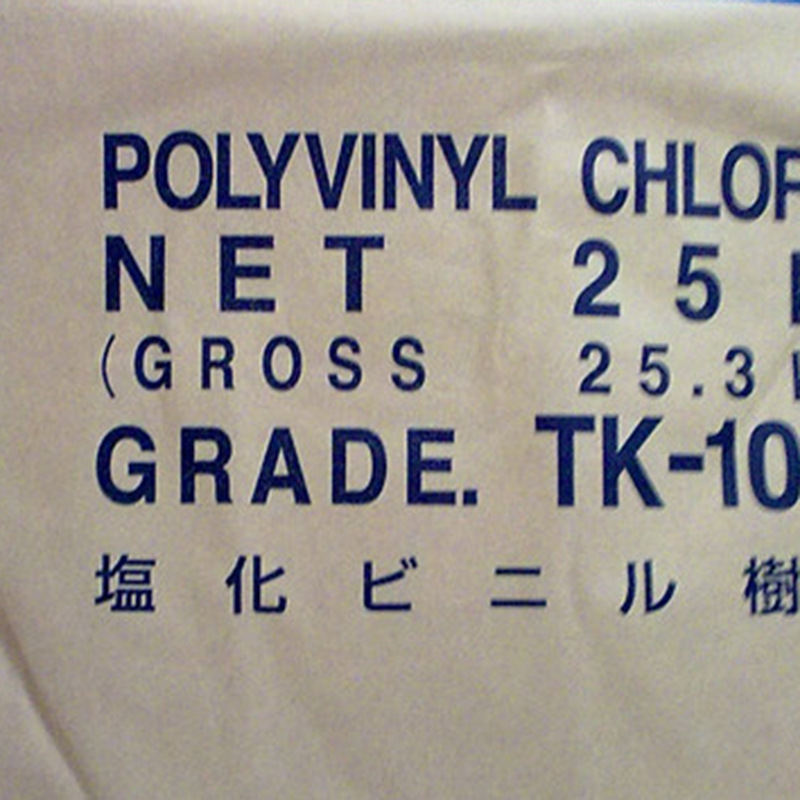 POLYVINYL CHLOR
NET 25
(GROSS 25.3
GRADE. TK-10
塩化ビニル樹